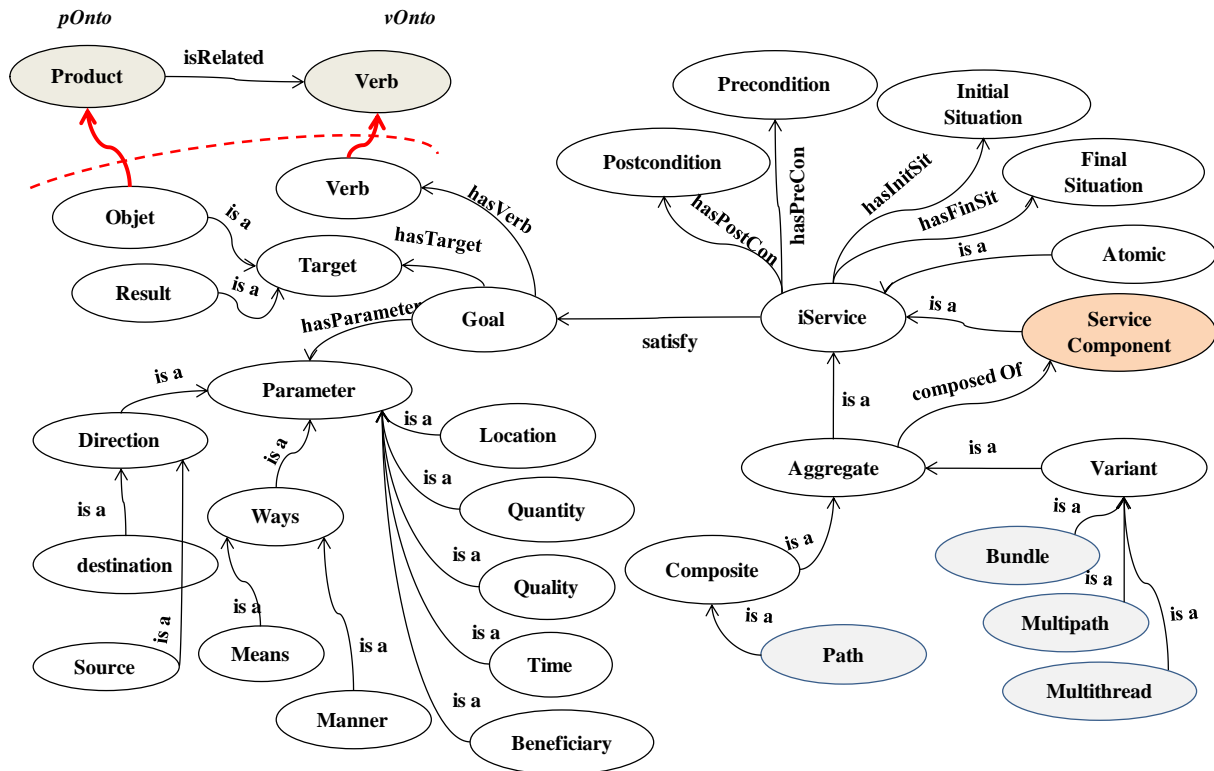 pOnto
vOnto
Product
isRelated
Verb
Precondition
Initial
Situation
Postcondition
Final
Situation
Verb
Objet
is a
hasVerb
hasTarget
hasPostCon
hasPreCon
hasInitSit
hasFinSit
is a
Atomic
Target
Result
is a
hasParameter
Goal
satisfy
iService
is a
Service
Component
is a
Parameter
composed Of
is a
Direction
is a
is a
Location
Aggregate
is a
Variant
is a
is a
Quantity
Ways
is a
destination
is a
Composite
is a
Bundle
is a
Quality
is a
Multipath
is a
is a
is a
is a
is a
Source
Means
Time
Path
Multithread
Manner
is a
Beneficiary